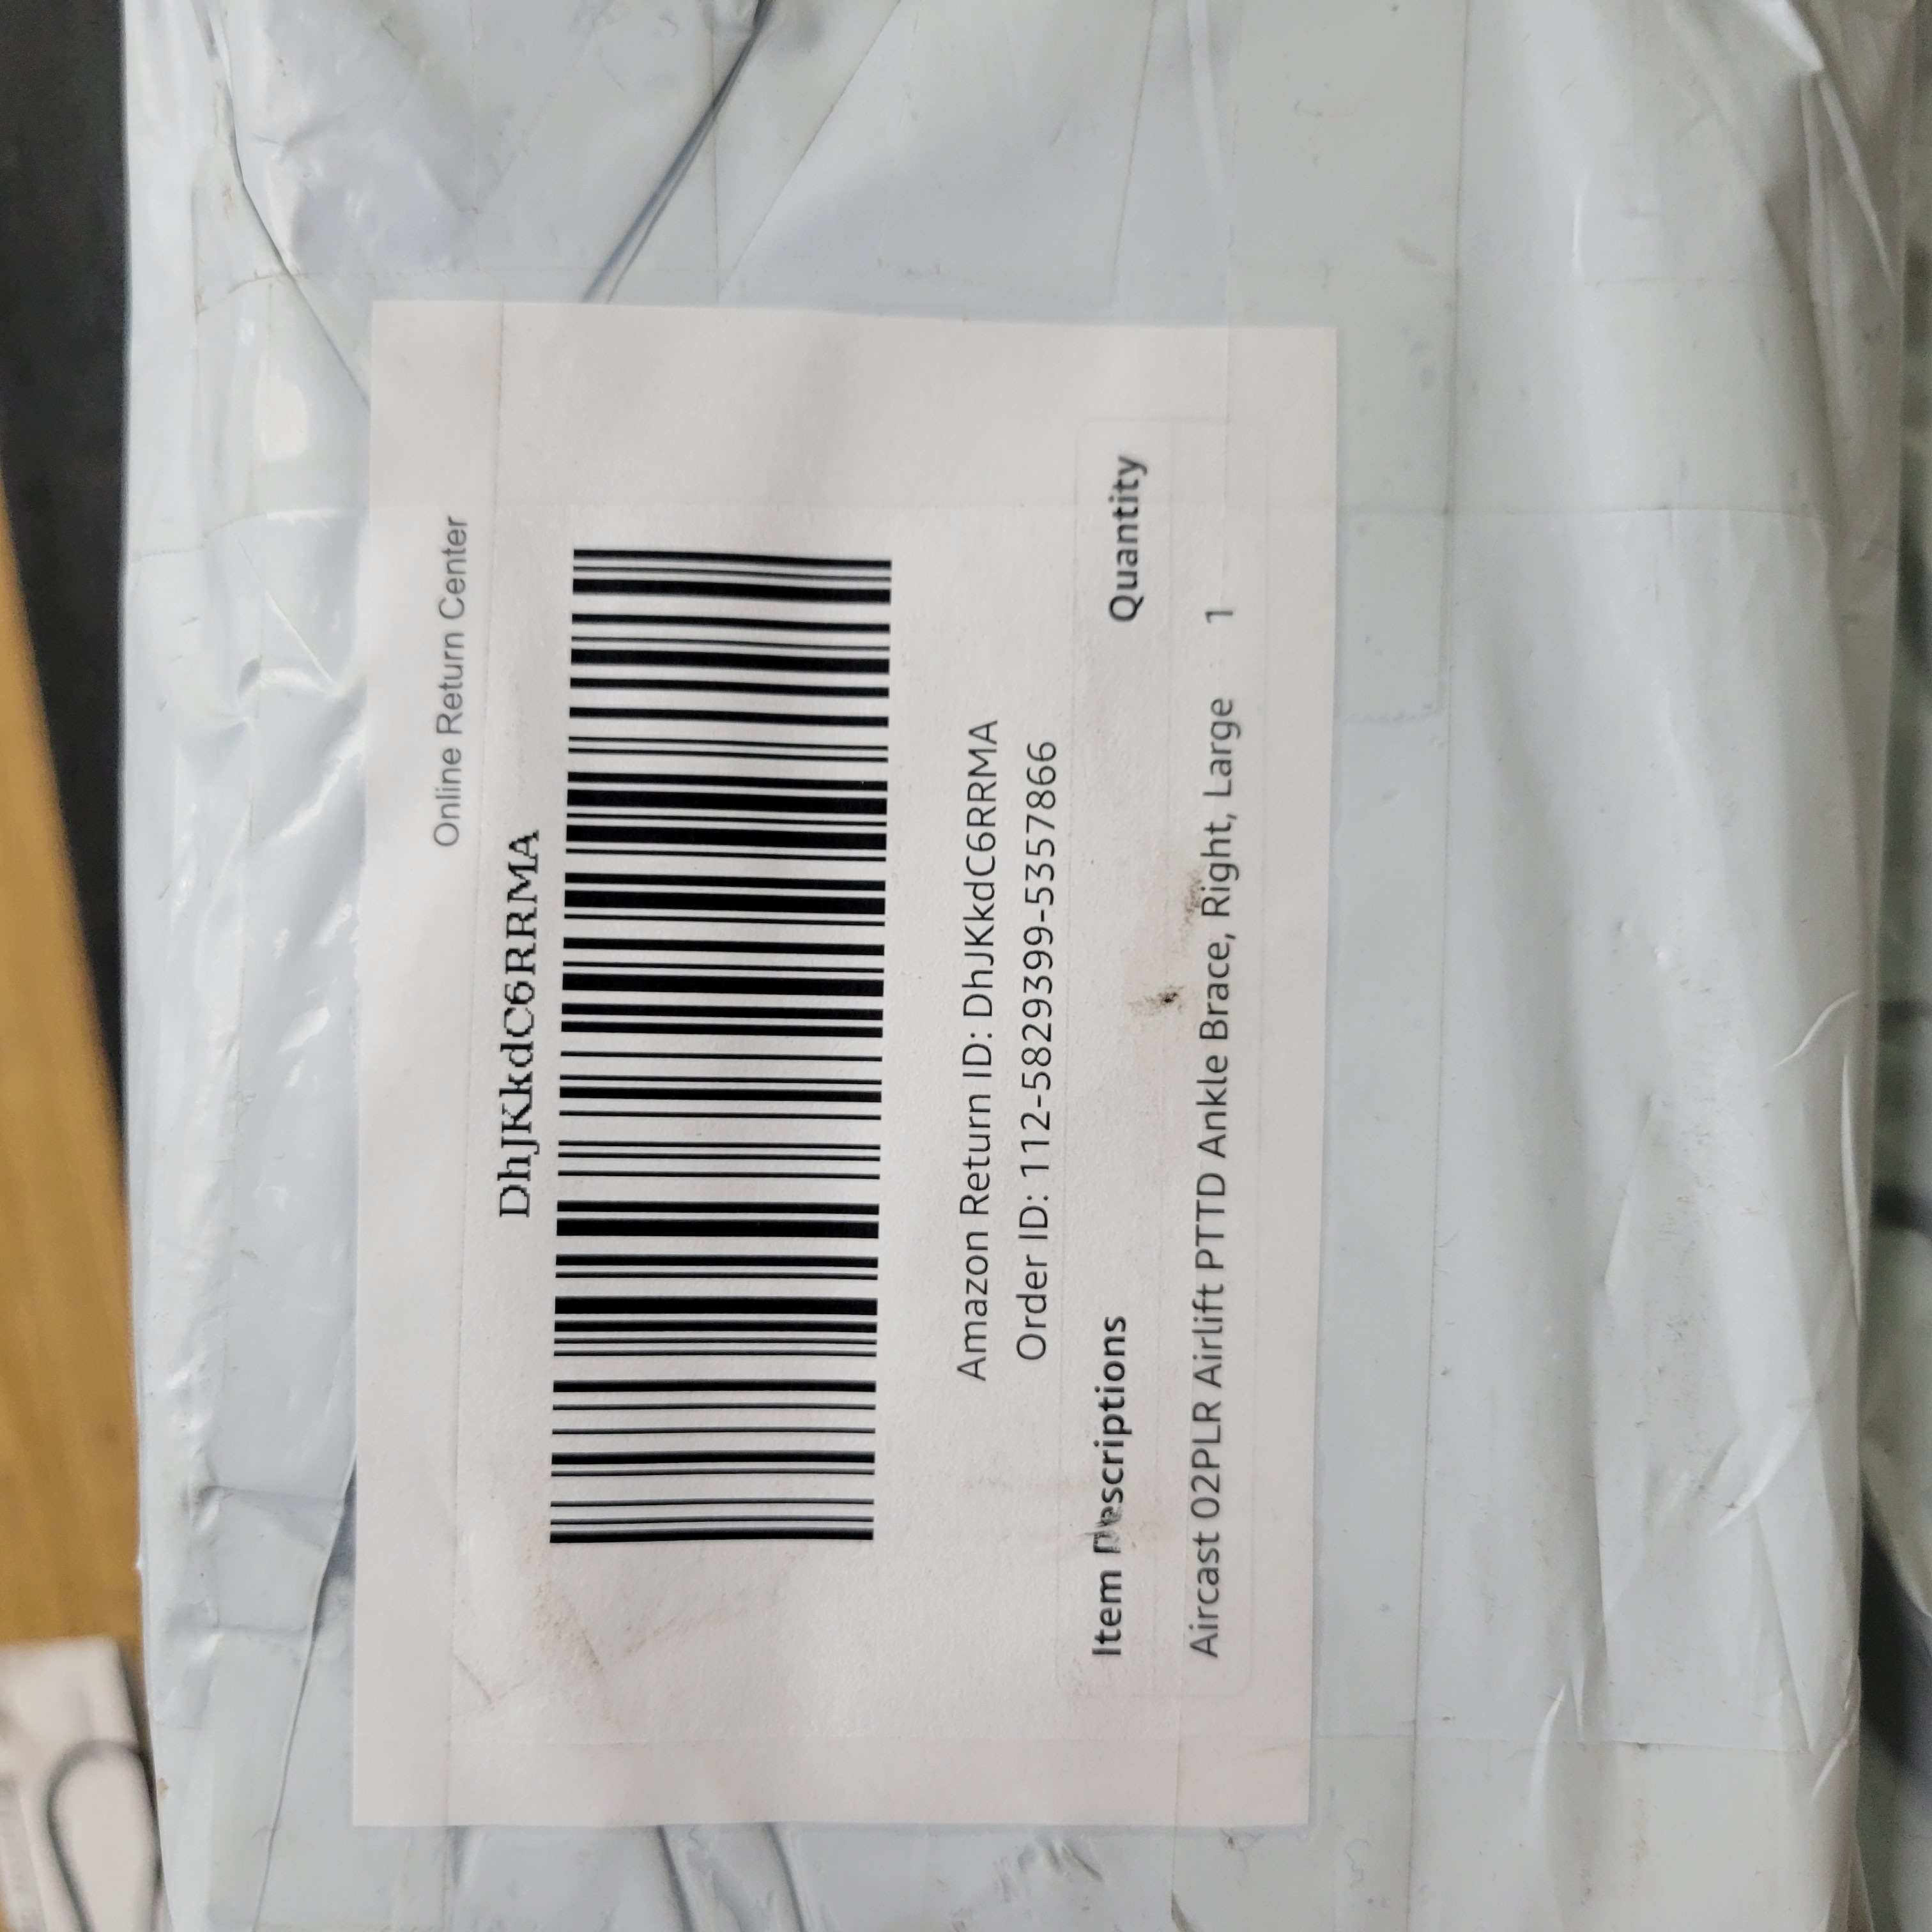 Online Return Center
DhJKkdC6RRMA
Amazon Return ID: DhJKkdC6RRMA
Order ID: 112-5829399-5357866
Item Descriptions Quantity
Aircast 02PLR Airlift PTTD Ankle Brace, Right, Large 1